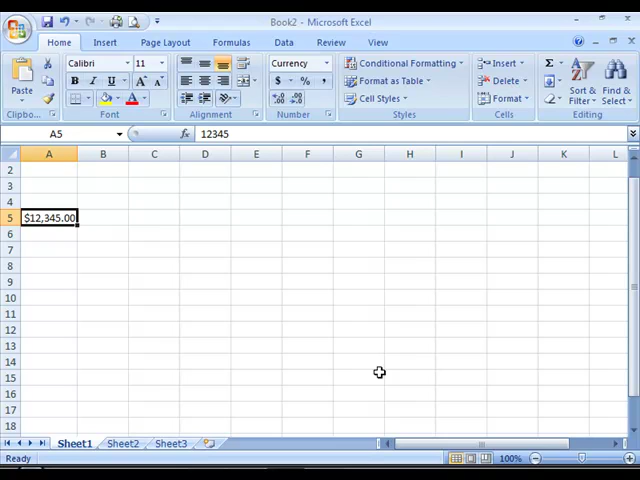 Book2 - Microsoft Excel
Home Insert Page Layout Formulas Data Review View
Paste
Calibri 11
B I U A A
A
Currency
$ % ,
Conditional Formatting
Format as Table
Cell Styles
Insert
Delete
Format
Σ
Sort & Filter
Find & Select
Clipboard Font Alignment Number Styles Cells Editing
A5 fx 12345
A B C D E F G H I J K L
2
3
4
5 $12,345.00
6
7
8
9
10
11
12
13
14
15
16
17
18
Sheet1 Sheet2 Sheet3
Ready 100%